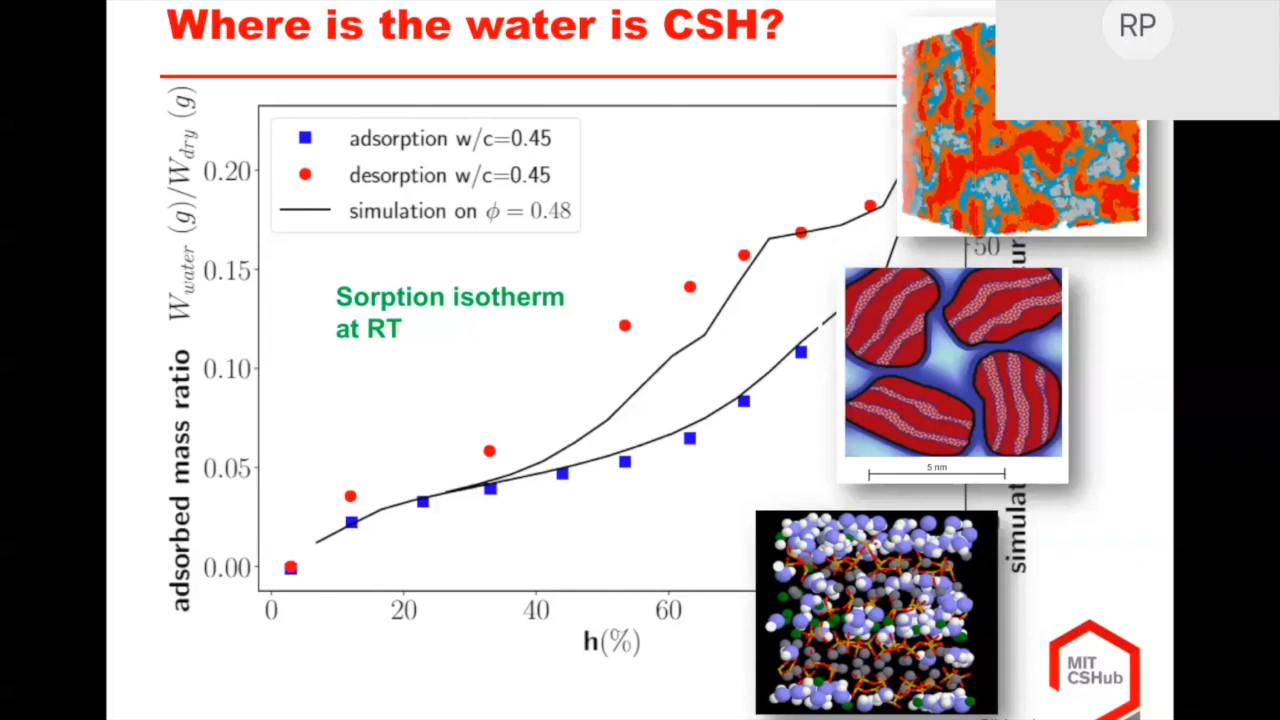 Where is the water is CSH?
RP
adsorbed mass ratio W_water (g)/W_dry (g)
0.20
0.15
0.10
0.05
0.00
adsorption w/c=0.45
desorption w/c=0.45
simulation on ϕ = 0.48
Sorption isotherm
at RT
50
5 nm
0
20
40
60
h(%)
MIT
CSHub